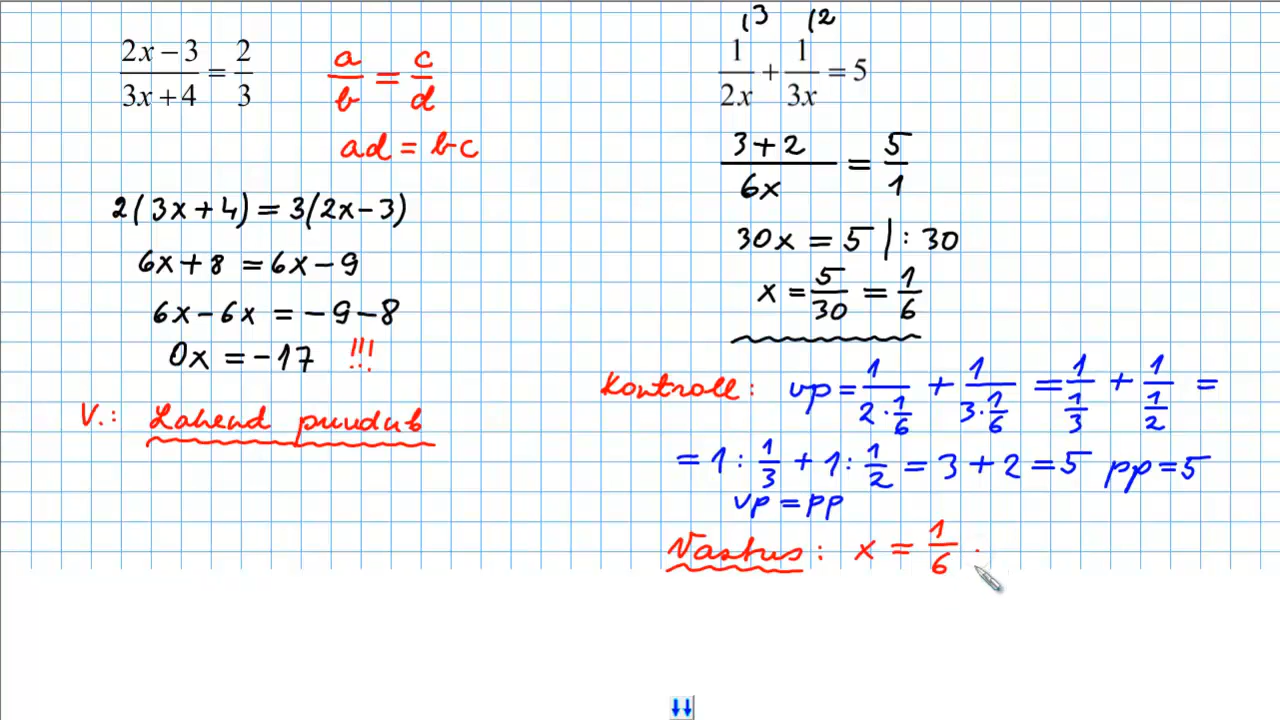 (2x − 3)/(3x + 4) = 2/3
a/b = c/d
ad = bc
2(3x + 4) = 3(2x − 3)
6x + 8 = 6x − 9
6x − 6x = − 9 − 8
0x = − 17 !!!
V.: Lahend puudub
(3 (2
1/2x + 1/3x = 5
(3 + 2)/6x = 5/1
30x = 5 | : 30
x = 5/30 = 1/6
Kontroll: vp = 1/(2 · 1/6) + 1/(3 · 1/6) = 1/(1/3) + 1/(1/2) =
= 1 : 1/3 + 1 : 1/2 = 3 + 2 = 5 pp = 5
vp = pp
Vastus: x = 1/6 .